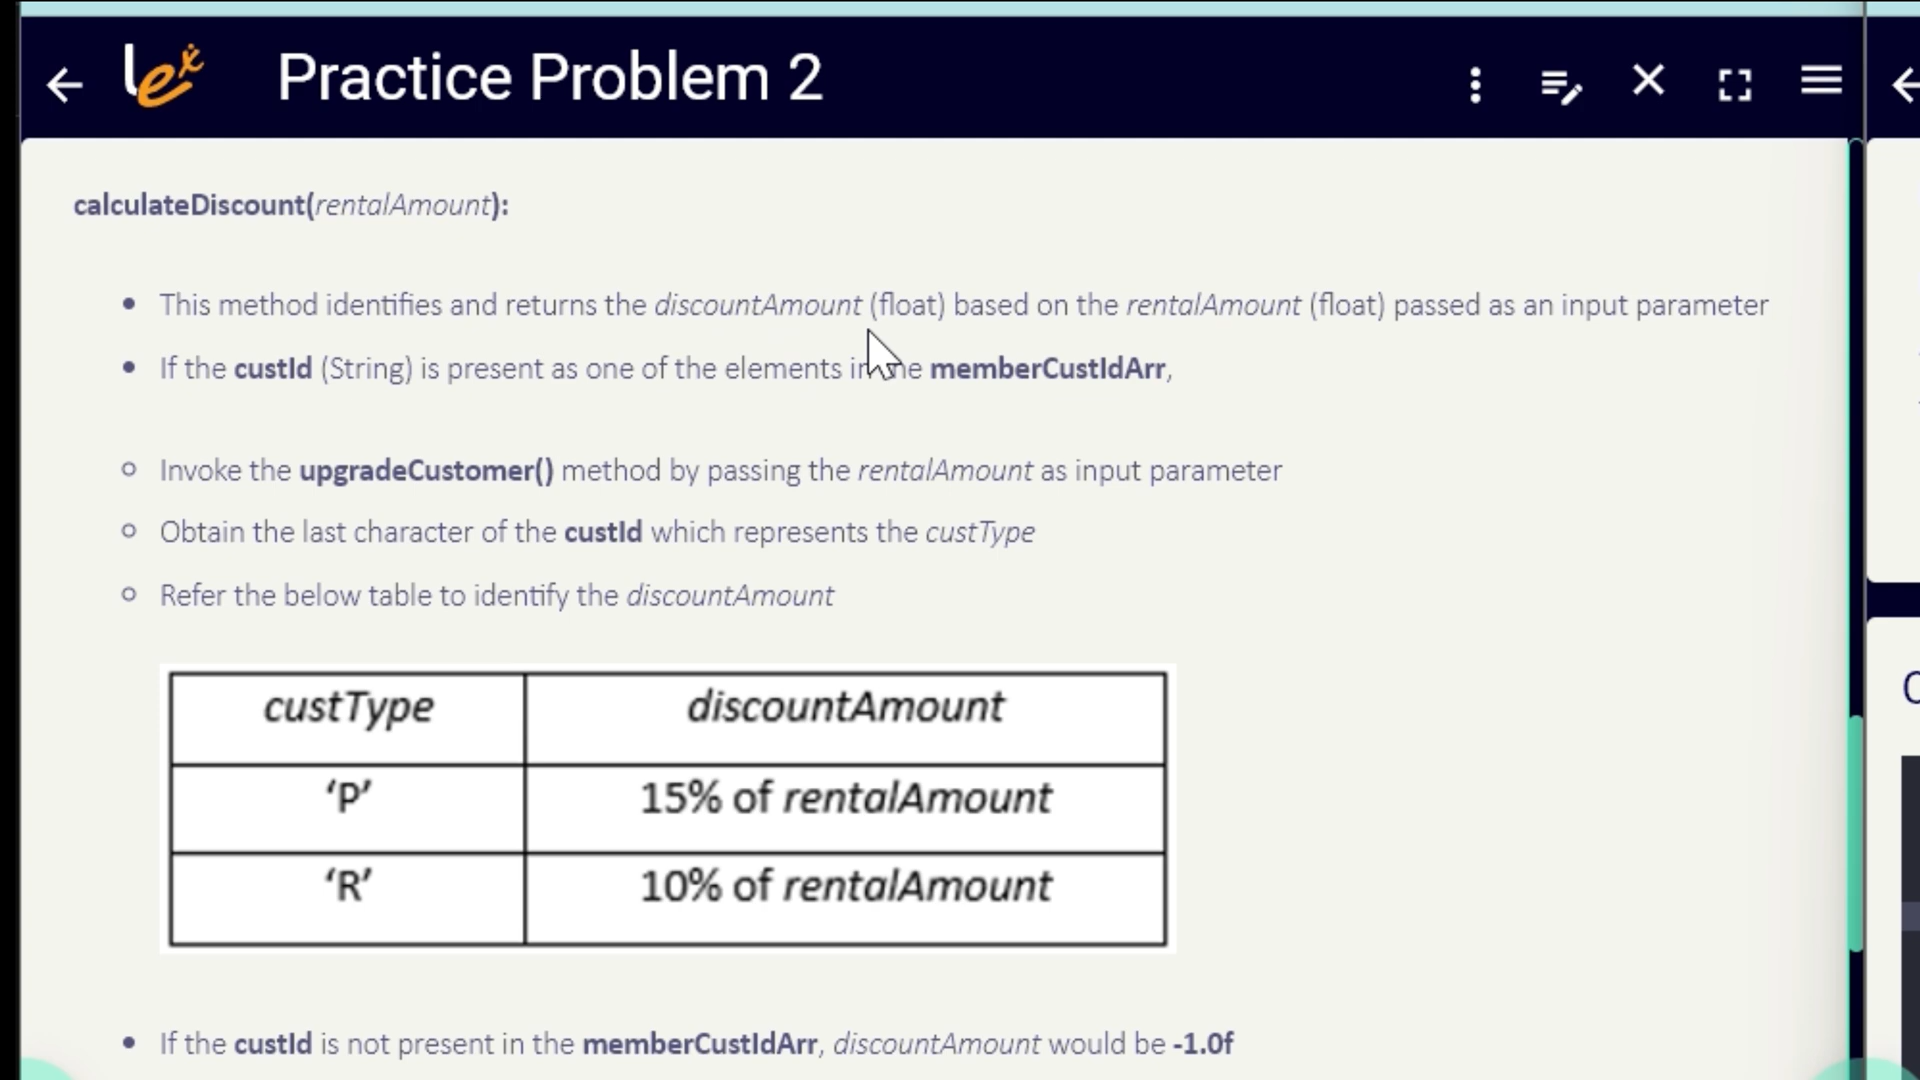 lex Practice Problem 2
calculateDiscount(rentalAmount):
This method identifies and returns the discountAmount (float) based on the rentalAmount (float) passed as an input parameter
If the custId (String) is present as one of the elements in the memberCustIdArr,
Invoke the upgradeCustomer() method by passing the rentalAmount as input parameter
Obtain the last character of the custId which represents the custType
Refer the below table to identify the discountAmount
custType discountAmount
‘P’ 15% of rentalAmount
‘R’ 10% of rentalAmount
If the custId is not present in the memberCustIdArr, discountAmount would be -1.0f